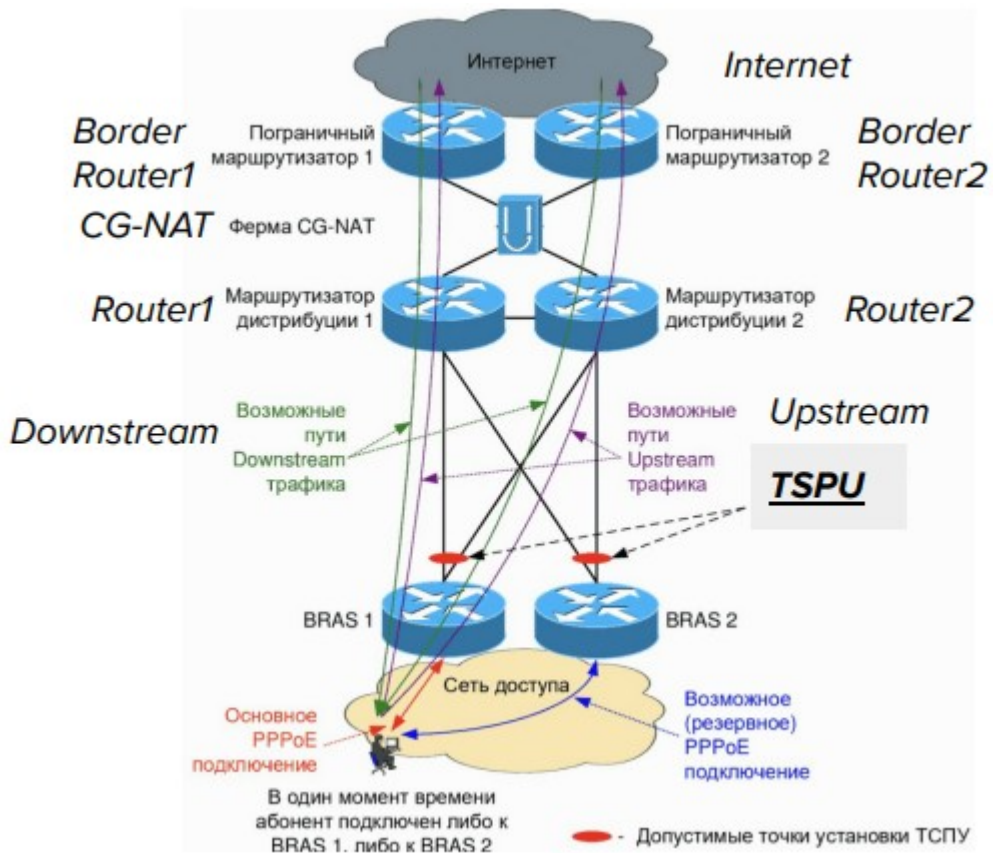 Интернет
Internet
Border
Router1
Пограничный
маршрутизатор 1
Пограничный
маршрутизатор 2
Border
Router2
CG-NAT
Ферма CG-NAT
Router1
Маршрутизатор
дистрибуции 1
Маршрутизатор
дистрибуции 2
Router2
Downstream
Возможные
пути
Downstream
трафика
Возможные
пути
Upstream
трафика
Upstream
TSPU
BRAS 1
BRAS 2
Сеть доступа
Основное
PPPoE
подключение
Возможное
(резервное)
PPPoE
подключение
В один момент времени
абонент подключен либо к
BRAS 1, либо к BRAS 2
- Допустимые точки установки ТСПУ